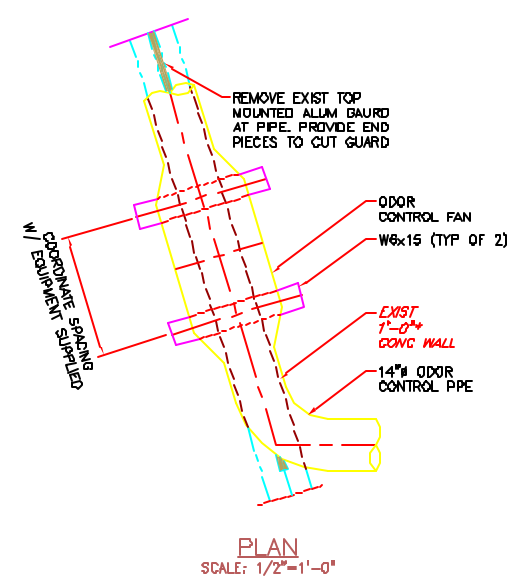 REMOVE EXIST TOP
MOUNTED ALUM GAURD
AT PIPE. PROVIDE END
PIECES TO CUT GUARD
ODOR
CONTROL FAN
W6x15 (TYP OF 2)
COORDINATE SPACING
W/ EQUIPMENT SUPPLIED
EXIST
1'-0"+
CONC WALL
14"ø ODOR
CONTROL PPE
PLAN
SCALE: 1/2"=1'-0"